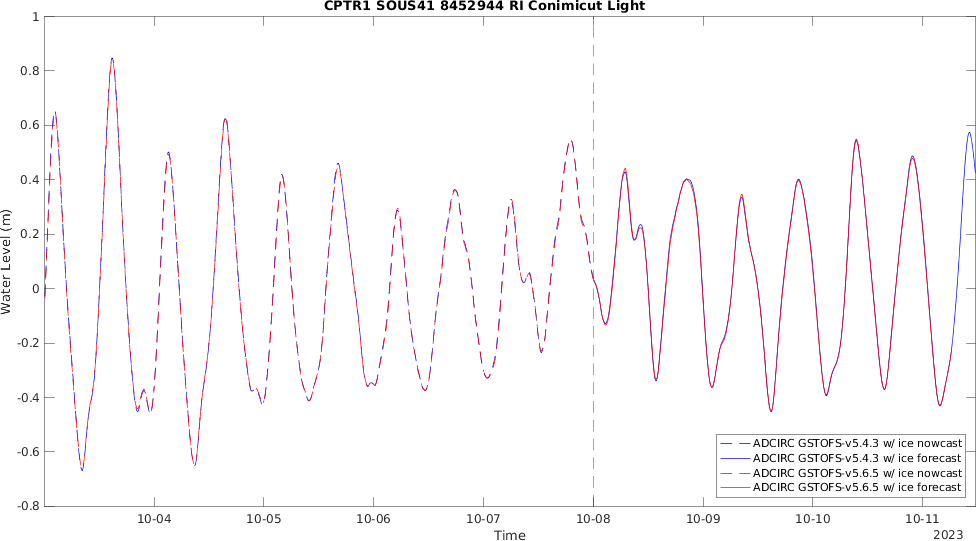 CPTR1 SOUS41 8452944 RI Conimicut Light
Water Level (m)
1
0.8
0.6
0.4
0.2
0
-0.2
-0.4
-0.6
-0.8
10-04 10-05 10-06 10-07 10-08 10-09 10-10 10-11
Time
2023
ADCIRC GSTOFS-v5.4.3 w/ ice nowcast
ADCIRC GSTOFS-v5.4.3 w/ ice forecast
ADCIRC GSTOFS-v5.6.5 w/ ice nowcast
ADCIRC GSTOFS-v5.6.5 w/ ice forecast